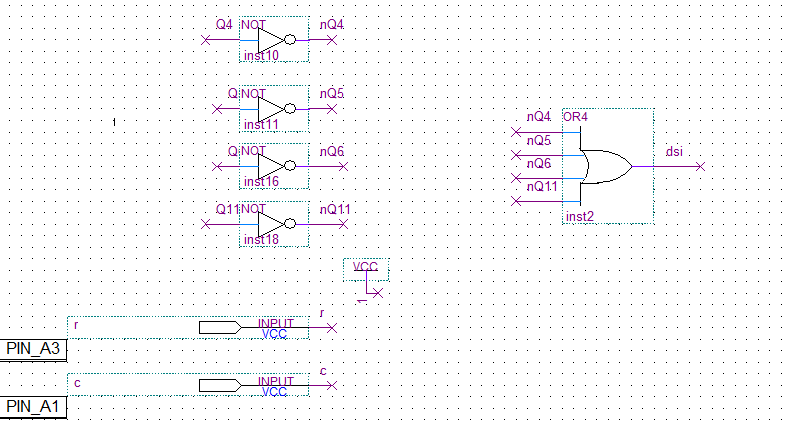 Q4 NOT nQ4
inst10
Q NOT nQ5
inst11
Q NOT nQ6
inst16
Q11 NOT nQ11
inst18
1
nQ4 OR4
nQ5
nQ6
nQ11
dsi
inst2
VCC
1
r INPUT r
VCC
PIN_A3
c INPUT c
VCC
PIN_A1